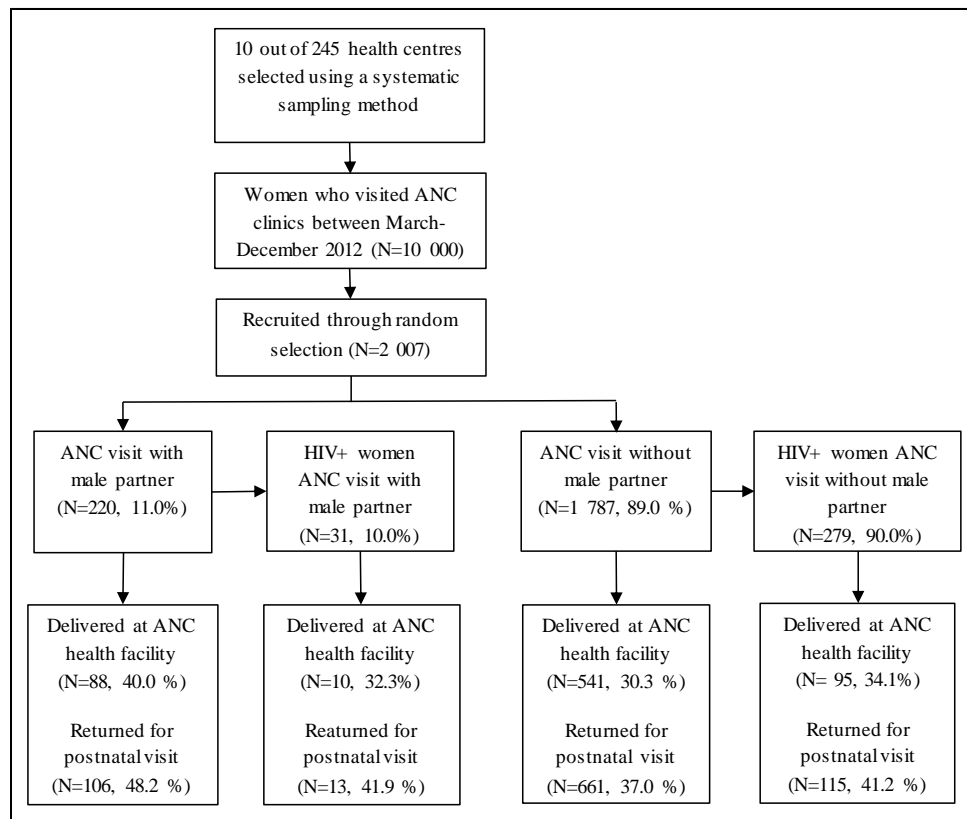 10 out of 245 health centres
selected using a systematic
sampling method
Women who visited ANC
clinics between March-
December 2012 (N=10 000)
Recruited through random
selection (N=2 007)
ANC visit with
male partner
(N=220, 11.0%)
HIV+ women
ANC visit with
male partner
(N=31, 10.0%)
ANC visit without
male partner
(N=1 787, 89.0 %)
HIV+ women ANC
visit without male
partner
(N=279, 90.0%)
Delivered at ANC
health facility
(N=88, 40.0 %)
Returned for
postnatal visit
(N=106, 48.2 %)
Delivered at ANC
health facility
(N=10, 32.3%)
Reaturned for
postnatal visit
(N=13, 41.9 %)
Delivered at ANC
health facility
(N=541, 30.3 %)
Returned for
postnatal visit
(N=661, 37.0 %)
Delivered at ANC
health facility
(N= 95, 34.1%)
Returned for
postnatal visit
(N=115, 41.2 %)